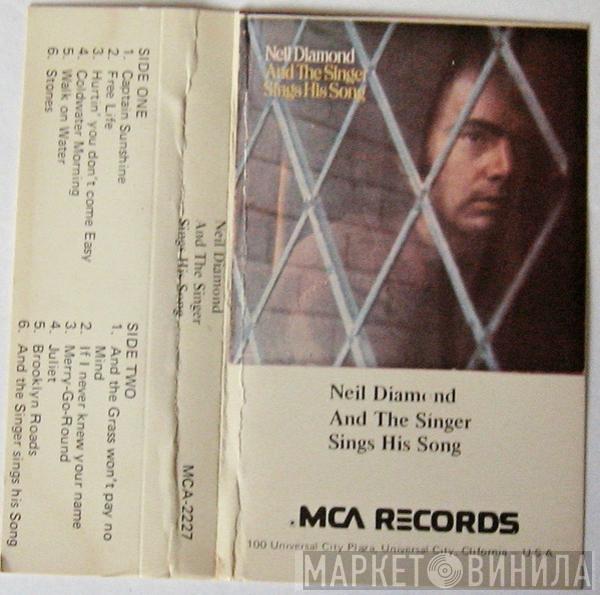 SIDE ONE
1. Captain Sunshine
2. Free Life
3. Hurtin' you don't come Easy
4. Coldwater Morning
5. Walk on Water
6. Stones
SIDE TWO
1. And the Grass won't pay no
Mind
2. If I never knew your name
3. Merry-Go-Round
4. Juliet
5. Brooklyn Roads
6. And the Singer sings his Song
Neil Diamond
And The Singer
Sings His Song
MCA-2227
Neil Diamond
And The Singer
Sings His Song
Neil Diamond
And The Singer
Sings His Song
.MCA RECORDS
100 Universal City Plaza, Universal City, Clifornia - U.S.A.
МАРКЕТ ВИНИЛА